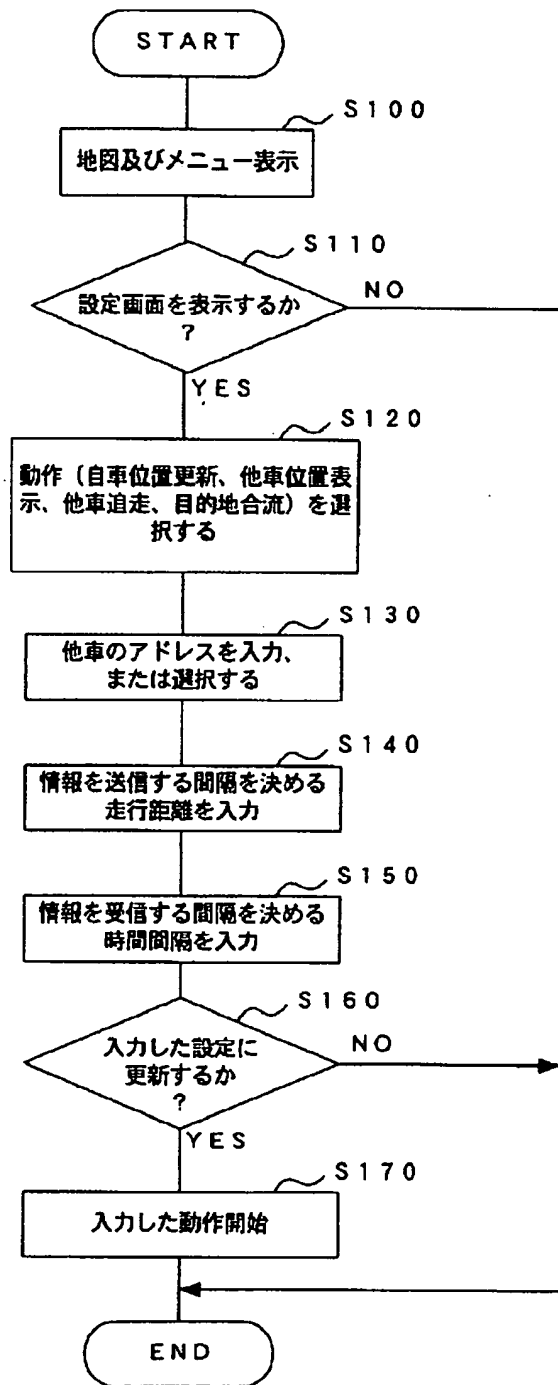 START
S100
地図及びメニュー表示
S110
設定画面を表示するか
?
NO
YES
S120
動作（自車位置更新、他車位置表
示、他車追走、目的地合流）を選
択する
S130
他車のアドレスを入力、
または選択する
S140
情報を送信する間隔を決める
走行距離を入力
S150
情報を受信する間隔を決める
時間間隔を入力
S160
入力した設定に
更新するか
?
NO
YES
S170
入力した動作開始
END